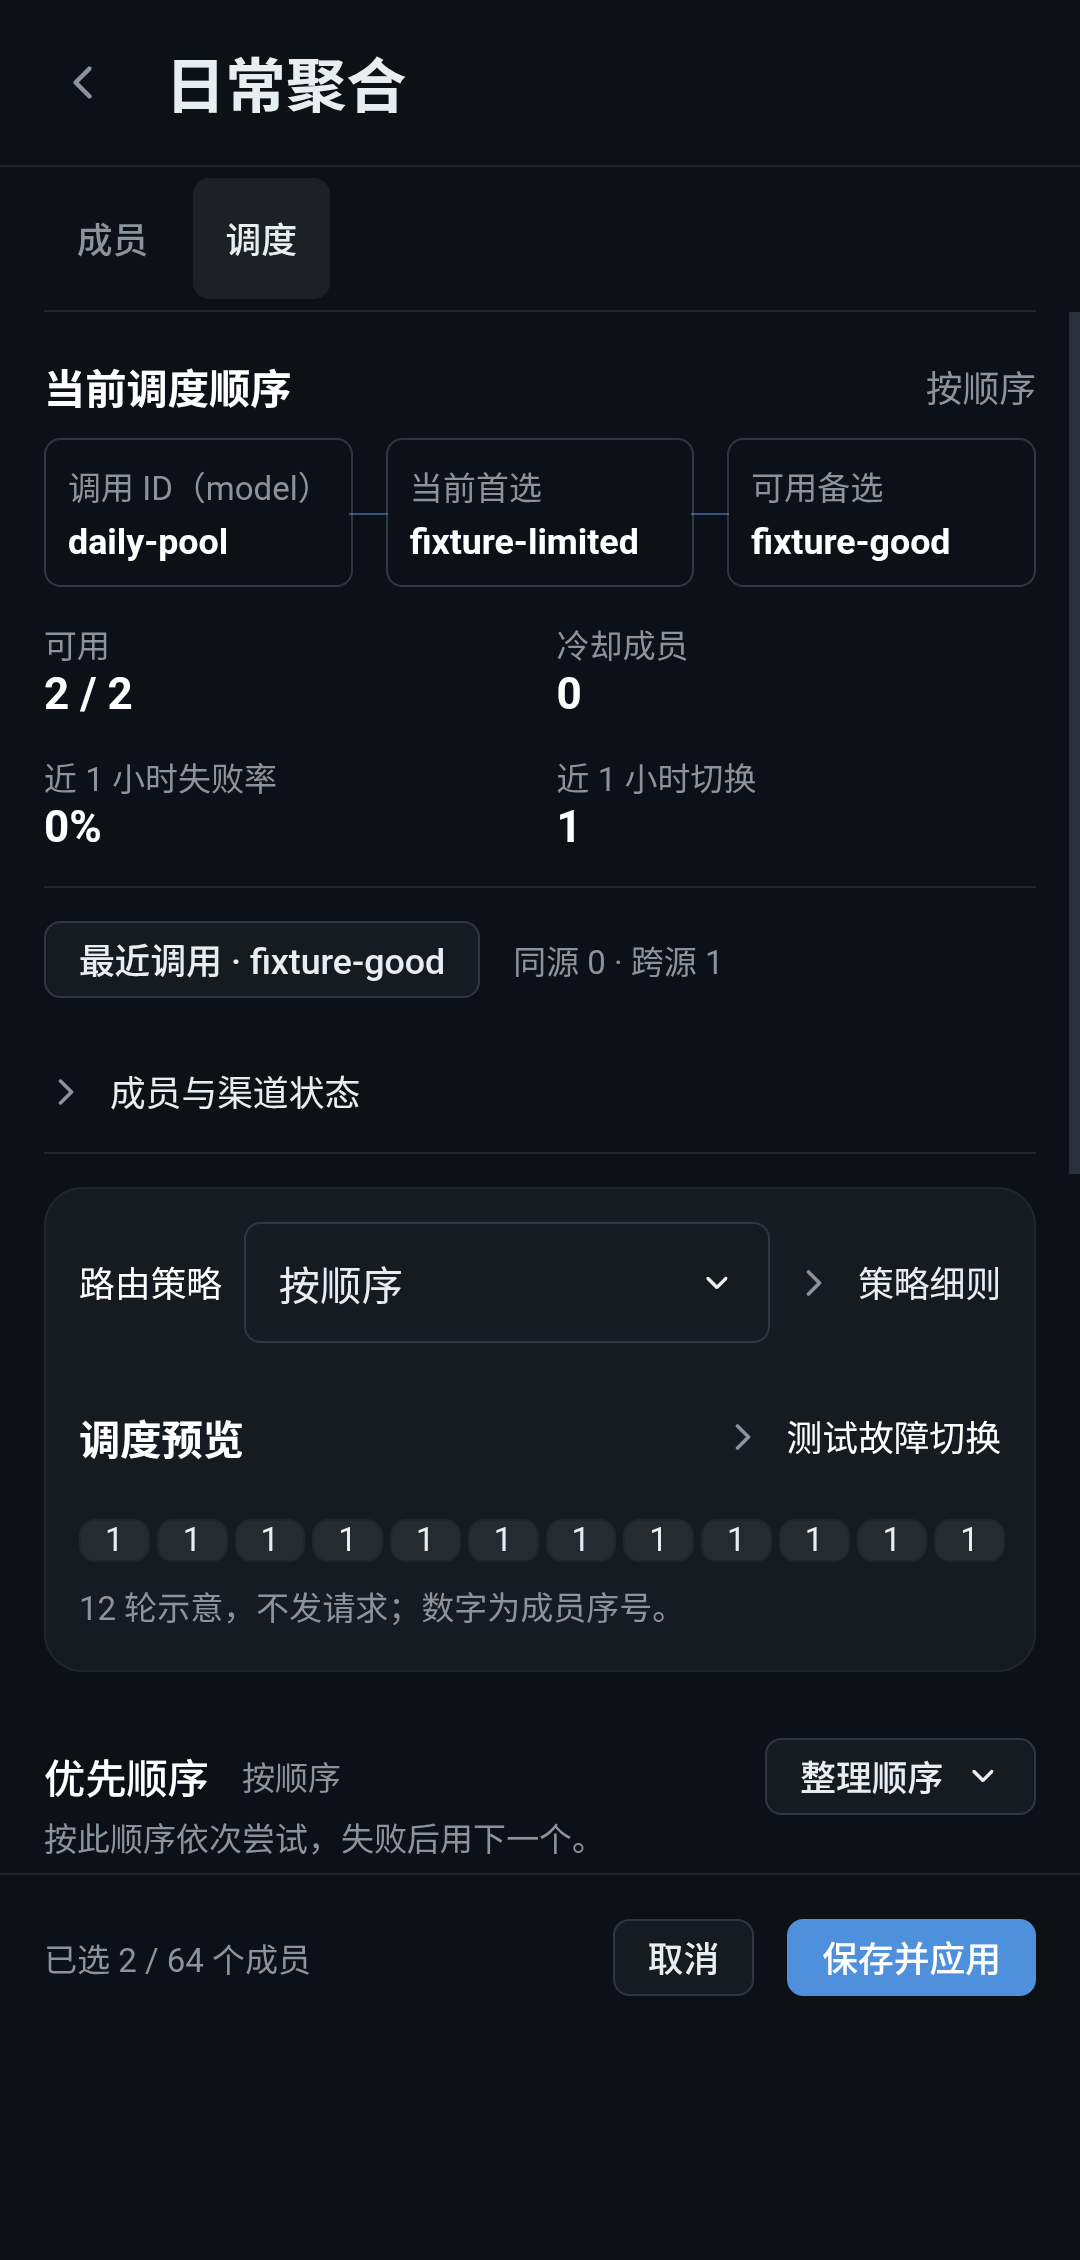 日常聚合
成员
调度
当前调度顺序
按顺序
调用 ID（model）
daily-pool
当前首选
fixture-limited
可用备选
fixture-good
可用
2 / 2
冷却成员
0
近 1 小时失败率
0%
近 1 小时切换
1
最近调用 · fixture-good
同源 0 · 跨源 1
成员与渠道状态
路由策略
按顺序
策略细则
调度预览
测试故障切换
1 1 1 1 1 1 1 1 1 1 1 1
12 轮示意，不发请求；数字为成员序号。
优先顺序
按顺序
整理顺序
按此顺序依次尝试，失败后用下一个。
已选 2 / 64 个成员
取消
保存并应用